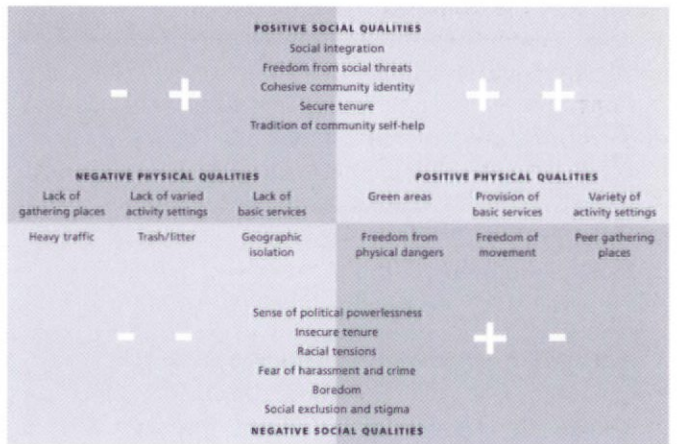 POSITIVE SOCIAL QUALITIES
Social integration
Freedom from social threats
Cohesive community identity
Secure tenure
Tradition of community self-help
- +
+ +
NEGATIVE PHYSICAL QUALITIES
Lack of gathering places
Lack of varied activity settings
Lack of basic services
Heavy traffic
Trash/litter
Geographic isolation
POSITIVE PHYSICAL QUALITIES
Green areas
Provision of basic services
Variety of activity settings
Freedom from physical dangers
Freedom of movement
Peer gathering places
- -
+ -
Sense of political powerlessness
Insecure tenure
Racial tensions
Fear of harassment and crime
Boredom
Social exclusion and stigma
NEGATIVE SOCIAL QUALITIES